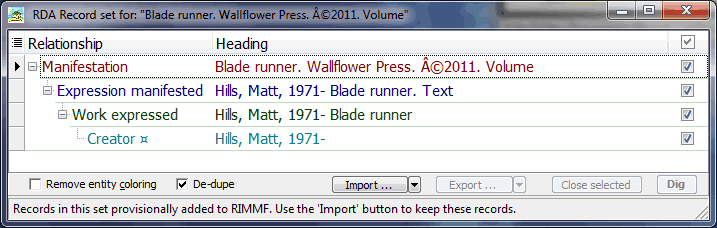 RDA Record set for: "Blade runner. Wallflower Press. Â©2011. Volume"
Relationship Heading
Manifestation Blade runner. Wallflower Press. Â©2011. Volume
Expression manifested Hills, Matt, 1971- Blade runner. Text
Work expressed Hills, Matt, 1971- Blade runner
Creator ¤ Hills, Matt, 1971-
Remove entity coloring De-dupe Import ... Export ... Close selected Dig
Records in this set provisionally added to RIMMF. Use the 'Import' button to keep these records.